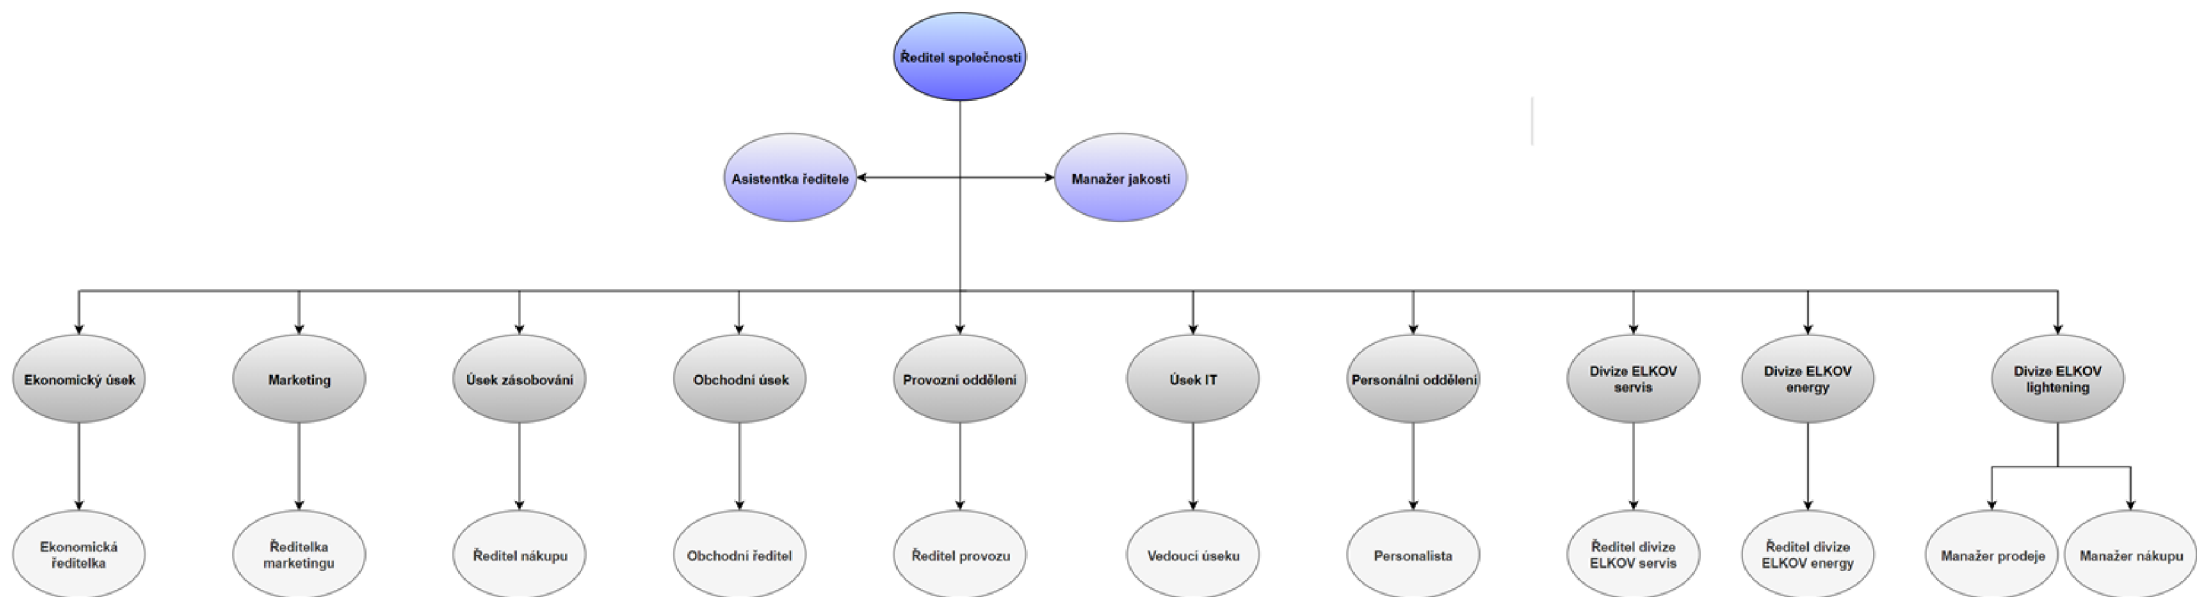 Ředitel společnosti
Asistentka ředitele
Manažer jakosti
Ekonomický úsek
Marketing
Úsek zásobování
Obchodní úsek
Provozní oddělení
Úsek IT
Personální oddělení
Divize ELKOV
servis
Divize ELKOV
energy
Divize ELKOV
lightening
Ekonomická
ředitelka
Ředitelka
marketingu
Ředitel nákupu
Obchodní ředitel
Ředitel provozu
Vedoucí úseku
Personalista
Ředitel divize
ELKOV servis
Ředitel divize
ELKOV energy
Manažer prodeje
Manažer nákupu